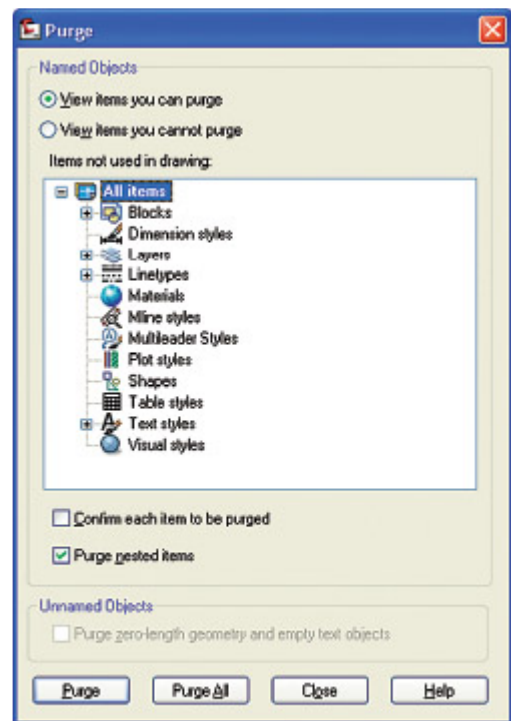 Purge
Named Objects
View items you can purge
View items you cannot purge
Items not used in drawing:
All items
Blocks
Dimension styles
Layers
Linetypes
Materials
Mline styles
Multileader Styles
Plot styles
Shapes
Table styles
Text styles
Visual styles
Confirm each item to be purged
Purge nested items
Unnamed Objects
Purge zero-length geometry and empty text objects
Purge Purge All Close Help